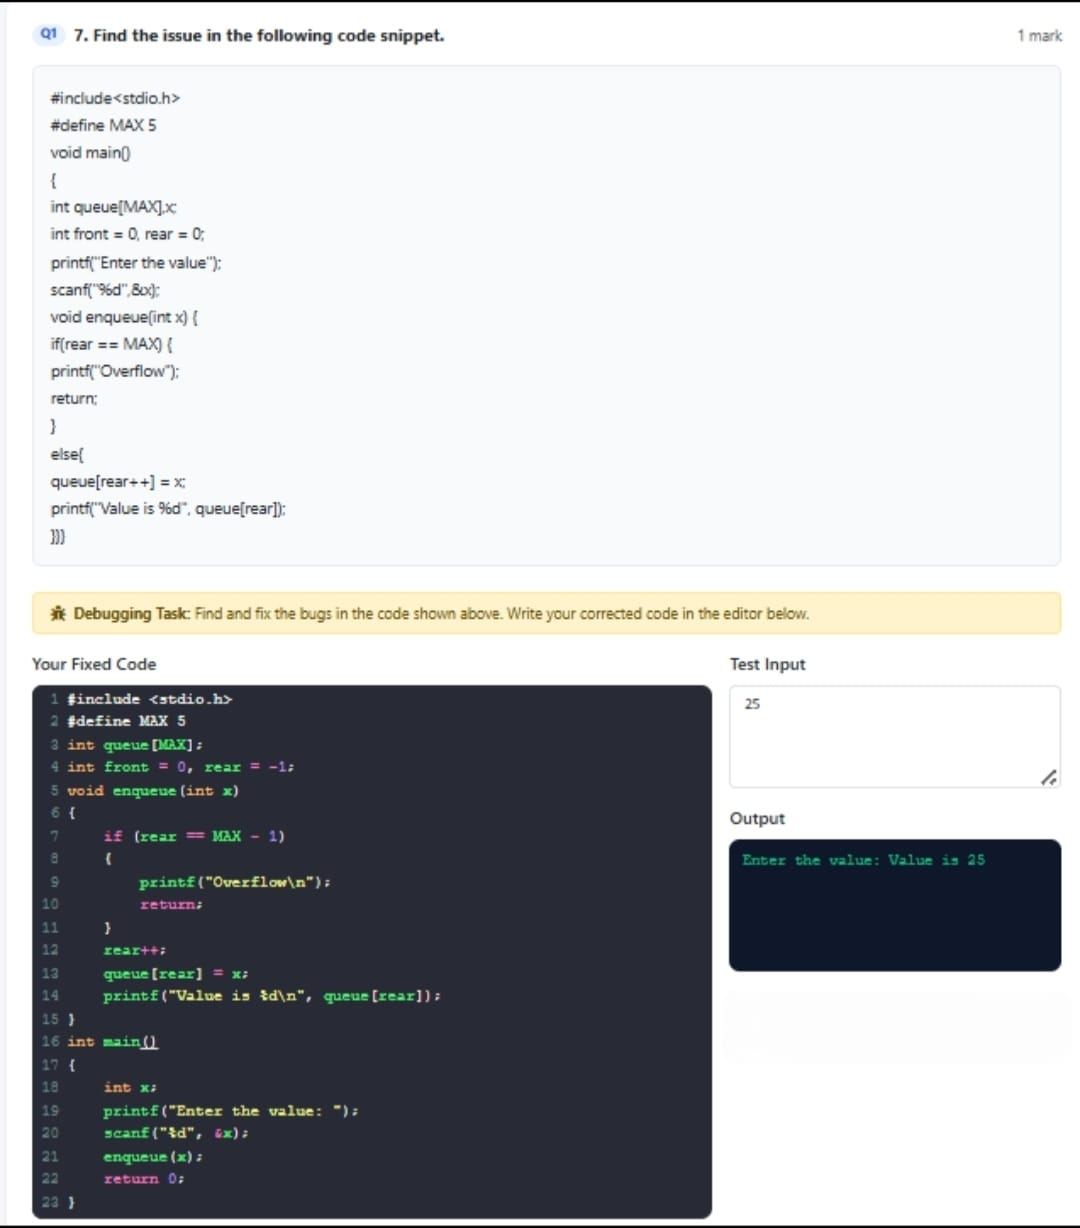 Q1 7. Find the issue in the following code snippet. 1 mark
#include<stdio.h>
#define MAX 5
void main()
{
int queue[MAX],x;
int front = 0, rear = 0;
printf("Enter the value");
scanf("%d",&x);
void enqueue(int x) {
if(rear == MAX) {
printf("Overflow");
return;
}
else{
queue[rear++] = x;
printf("Value is %d", queue[rear]);
}}}
Debugging Task: Find and fix the bugs in the code shown above. Write your corrected code in the editor below.
Your Fixed Code
1 #include <stdio.h>
2 #define MAX 5
3 int queue[MAX];
4 int front = 0, rear = -1;
5 void enqueue(int x)
6 {
7 if (rear == MAX - 1)
8 {
9 printf("Overflow\n");
10 return;
11 }
12 rear++;
13 queue[rear] = x;
14 printf("Value is %d\n", queue[rear]);
15 }
16 int main()
17 {
18 int x;
19 printf("Enter the value: ");
20 scanf("%d", &x);
21 enqueue(x);
22 return 0;
23 }
Test Input
25
Output
Enter the value: Value is 25